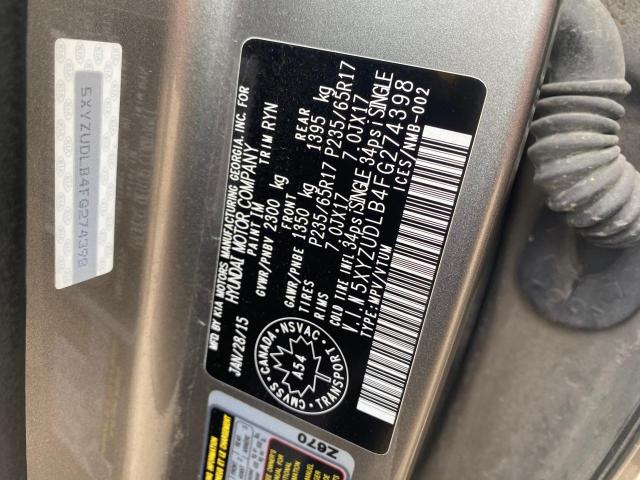 5XYZUDLB4FG274398
MFD BY KIA MOTORS MANUFACTURING GEORGIA, INC. FOR
HYUNDAI MOTOR COMPANY
JAN/28/15 PAINT IM TRIM RYN
GVWR/PNBV 2300 kg
FRONT REAR
GAWR/PNBE 1350 kg 1395 kg
TIRES P235/65R17 P235/65R17
RIMS 7.0JX17 7.0JX17
COLD TIRE INF. 34psi SINGLE 34psi SINGLE
V.I.N 5XYZUDLB4FG274398
TYPE:MPV/VTUM ICES/NMB-002
CANADA NSVAC
A54
CMVSS TRANSPORT
Z670